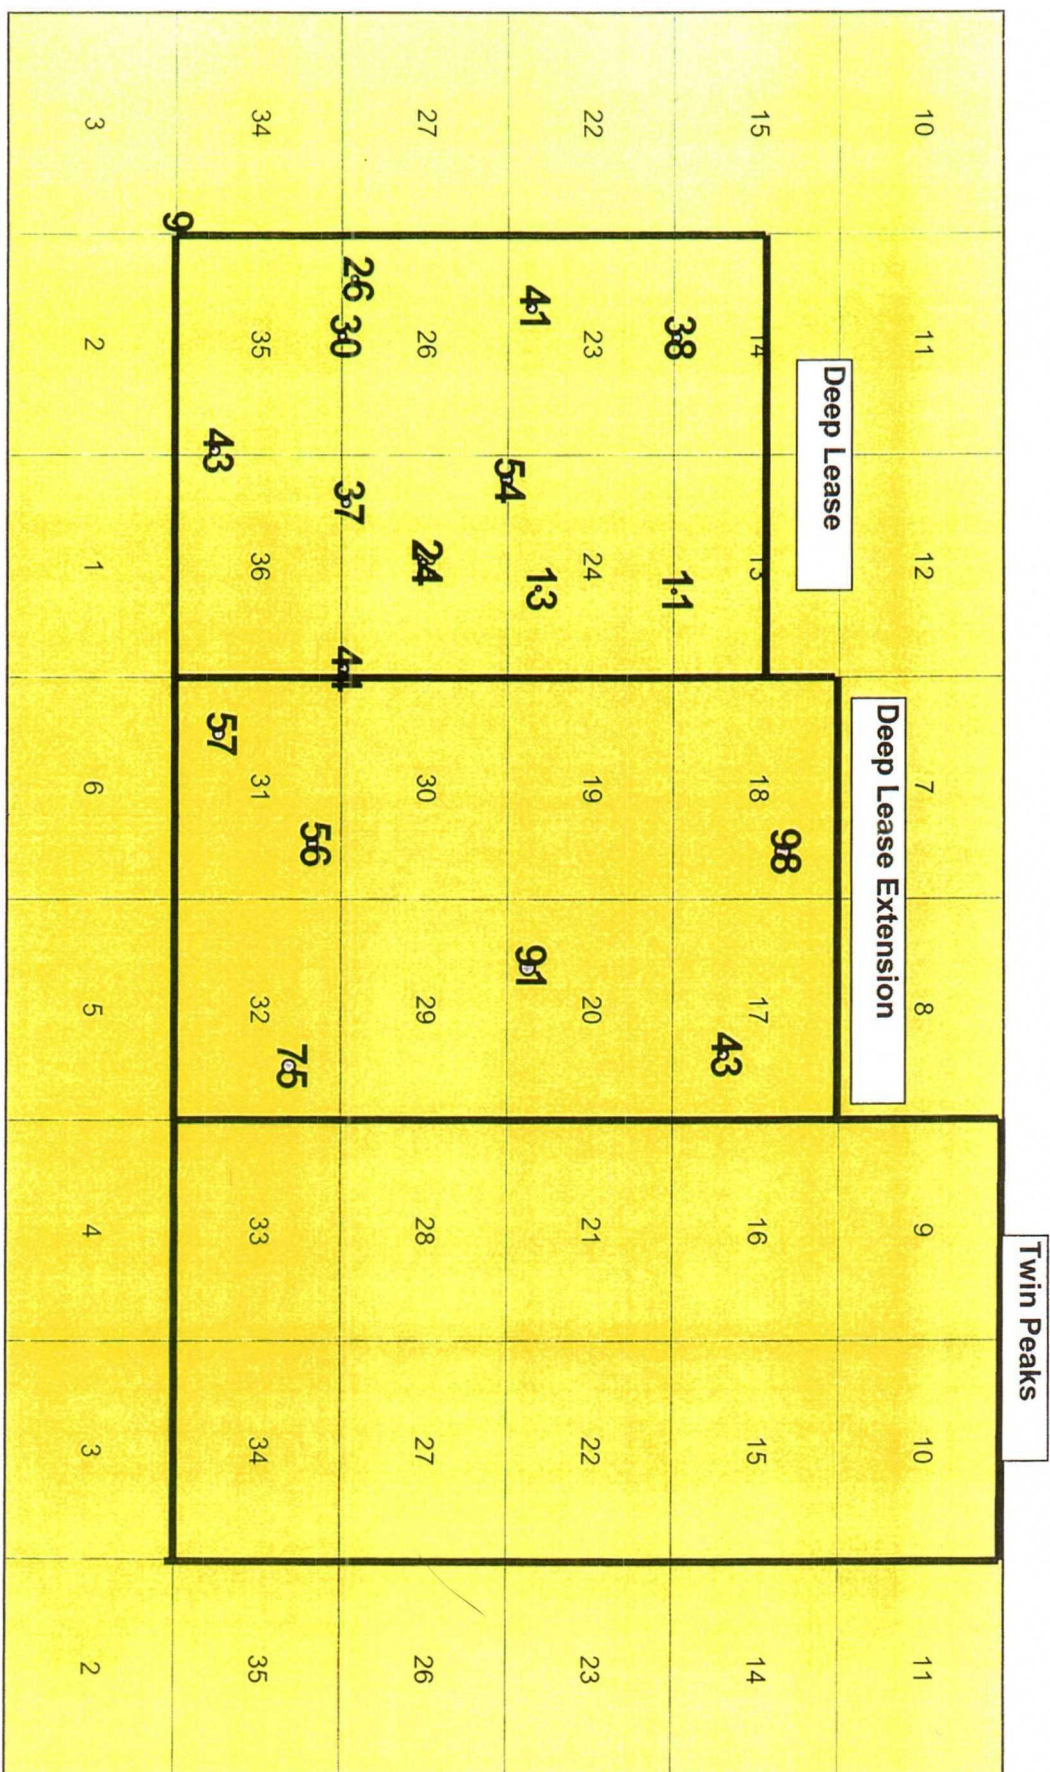 Twin Peaks
10 11 12 7 8 9 10 11
Deep Lease Extension
Deep Lease
98
15 14 13 18 17 16 15 14
43
38 11
22 23 24 19 20 21 22 23
41 13 91
54
27 26 24 30 29 28 27 26
26 30 37 41
56
75
34 35 36 31 32 33 34 35
43 57
9
3 2 1 6 5 4 3 2